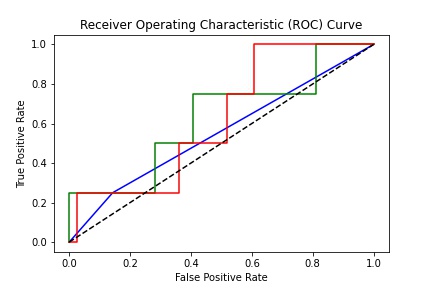 Receiver Operating Characteristic (ROC) Curve
True Positive Rate
1.0
0.8
0.6
0.4
0.2
0.0
0.0 0.2 0.4 0.6 0.8 1.0
False Positive Rate